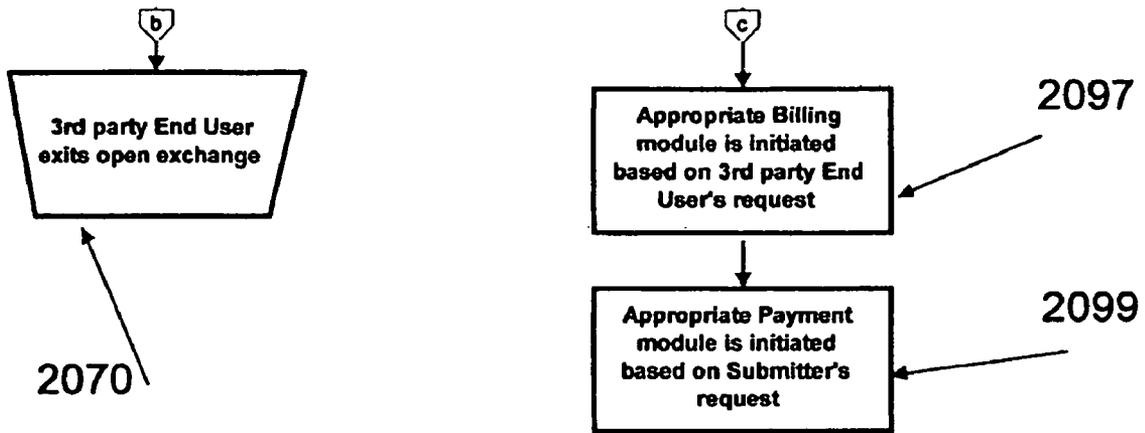 b
3rd party End User
exits open exchange
2070
c
Appropriate Billing
module is initiated
based on 3rd party End
User's request
2097
Appropriate Payment
module is initiated
based on Submitter's
request
2099